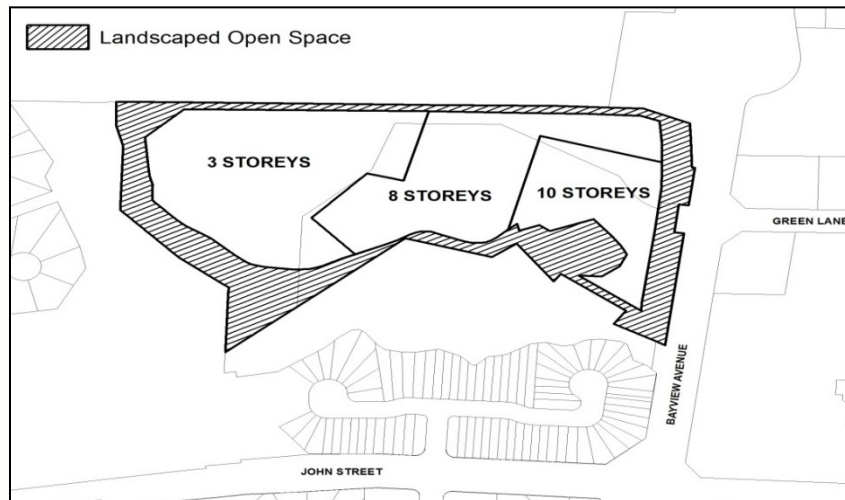 Landscaped Open Space
3 STOREYS
8 STOREYS
10 STOREYS
GREEN LANE
BAYVIEW AVENUE
JOHN STREET